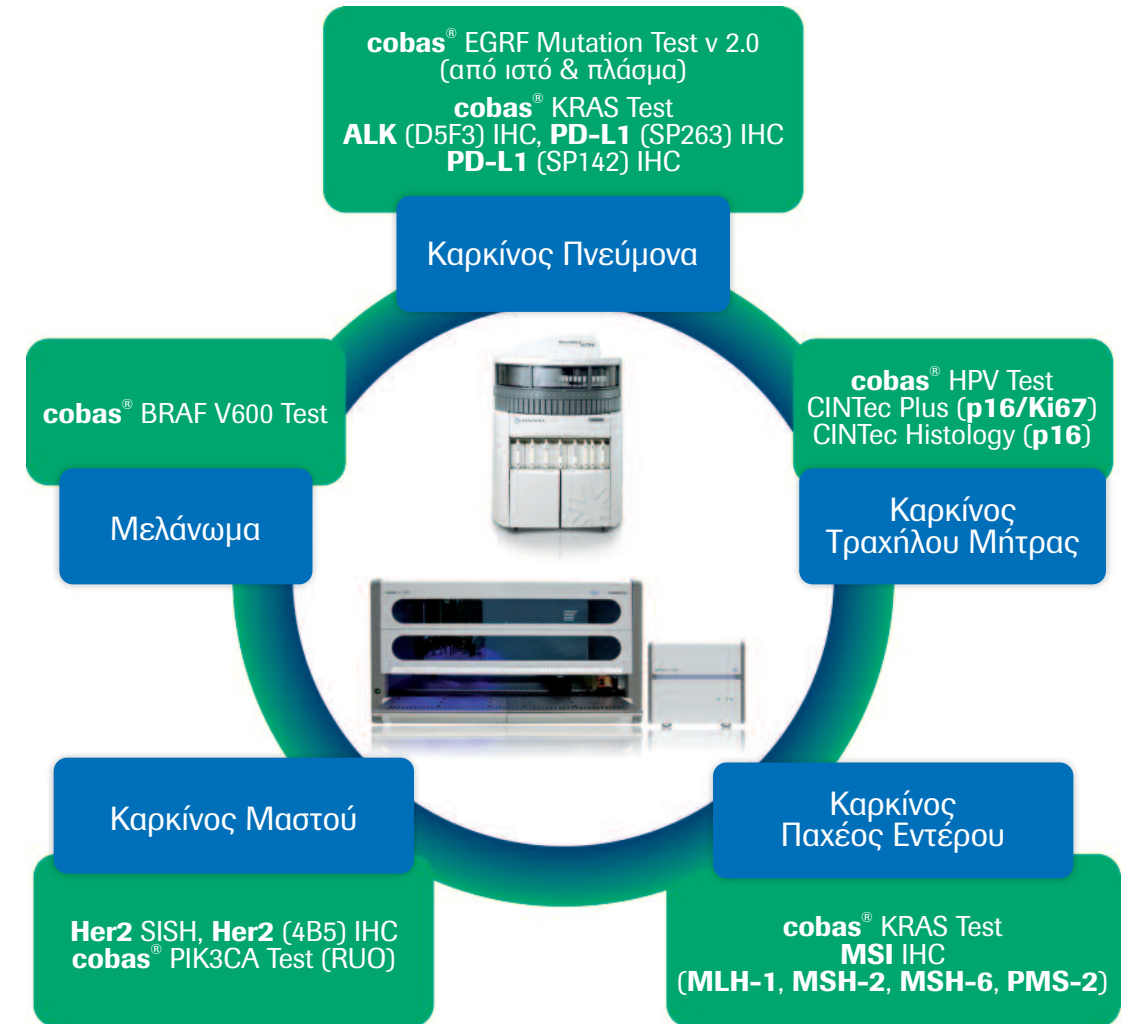 cobas® EGRF Mutation Test v 2.0
(από ιστό & πλάσμα)
cobas® KRAS Test
ALK (D5F3) IHC, PD-L1 (SP263) IHC
PD-L1 (SP142) IHC
Καρκίνος Πνεύμονα
cobas® BRAF V600 Test
Μελάνωμα
cobas® HPV Test
CINTec Plus (p16/Ki67)
CINTec Histology (p16)
Καρκίνος
Τραχήλου Μήτρας
Καρκίνος Μαστού
Her2 SISH, Her2 (4B5) IHC
cobas® PIK3CA Test (RUO)
Καρκίνος
Παχέος Εντέρου
cobas® KRAS Test
MSI IHC
(MLH-1, MSH-2, MSH-6, PMS-2)